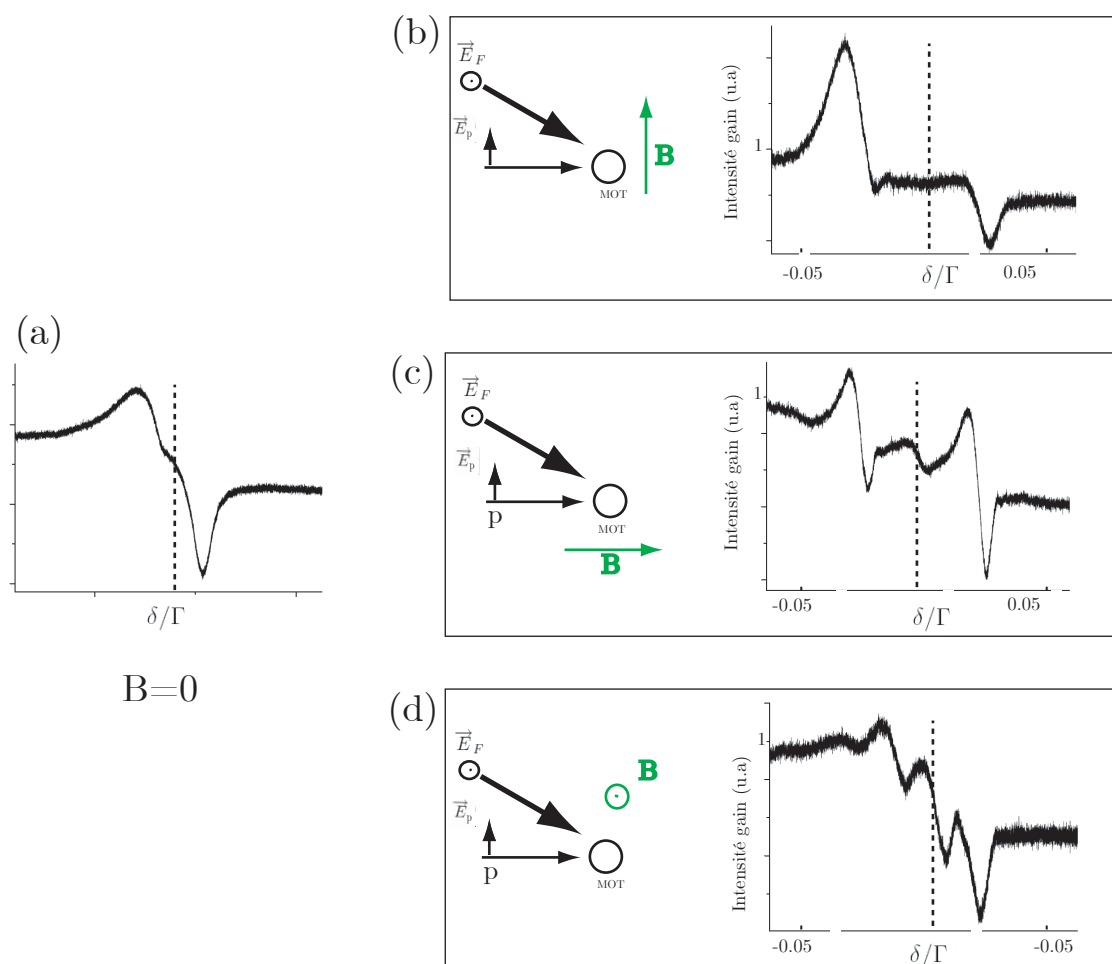 (a)
δ/Γ
B=0
(b)
E_F
E_p
B
MOT
Intensité gain (u.a)
1
-0.05
δ/Γ
0.05
(c)
E_F
E_p
p
MOT
B
Intensité gain (u.a)
1
-0.05
δ/Γ
0.05
(d)
E_F
B
E_p
p
MOT
Intensité gain (u.a)
1
-0.05
δ/Γ
-0.05